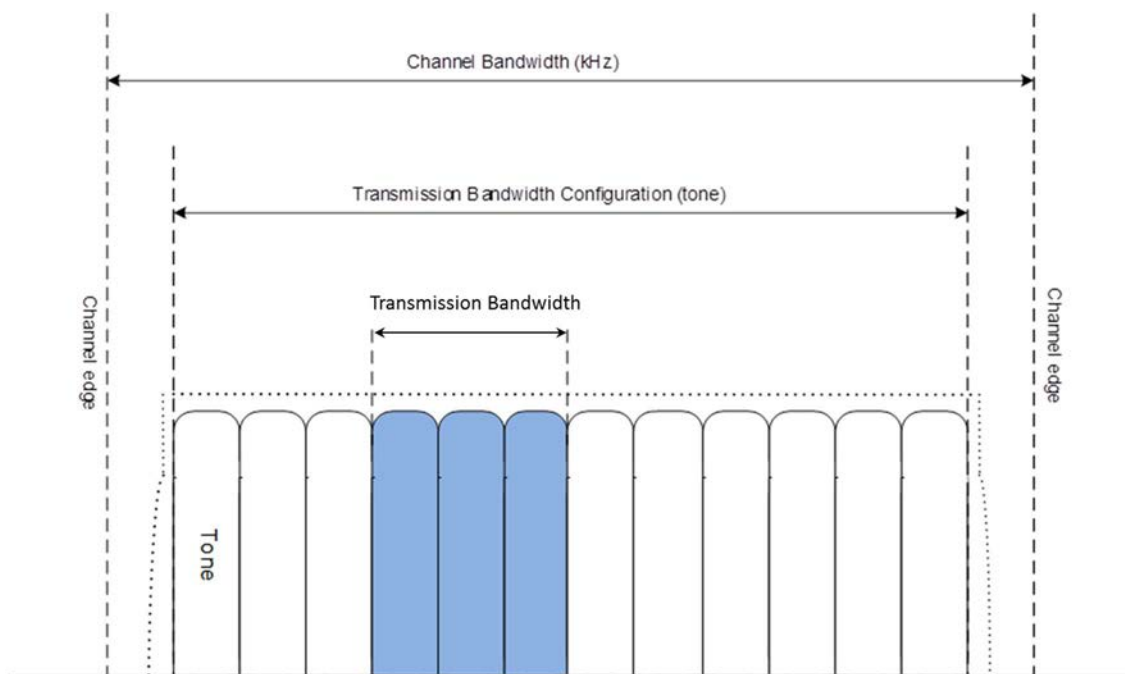 Channel Bandwidth (kHz)
Transmission Bandwidth Configuration (tone)
Transmission Bandwidth
Channel edge
Channel edge
Tone